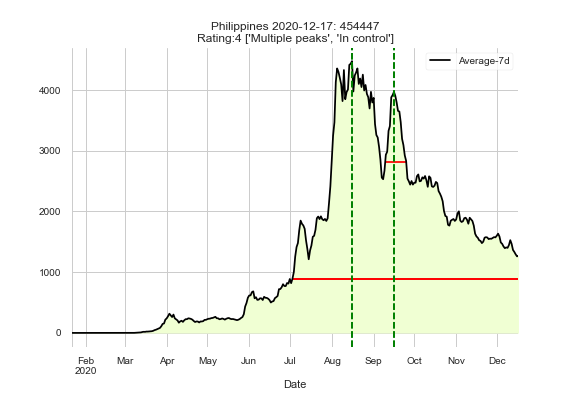 Philippines 2020-12-17: 454447
Rating:4 ['Multiple peaks', 'In control']
Average-7d
4000
3000
2000
1000
0
Feb Mar Apr May Jun Jul Aug Sep Oct Nov Dec
2020
Date